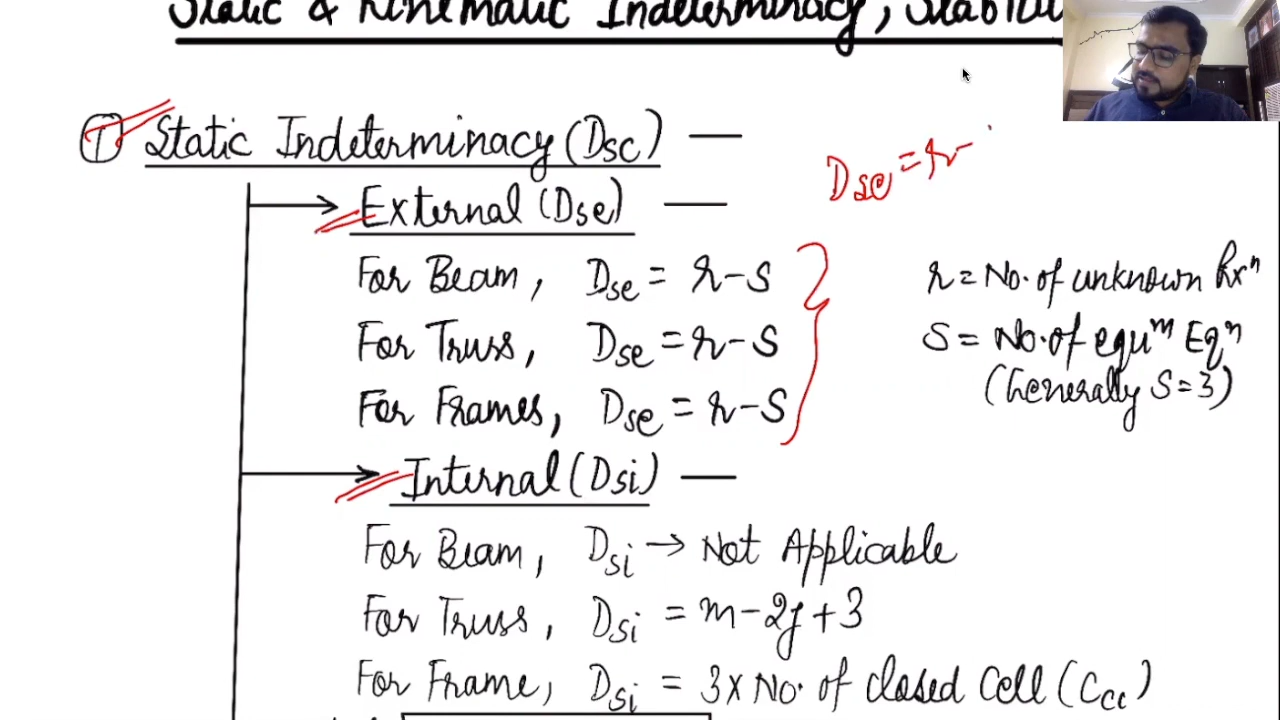 Static & Kinematic Indeterminacy, Stabili
① Static Indeterminacy (Dsc) —
Dse = r-
External (Dse) —
For Beam, Dse = r-S
r = No. of unknown Rxⁿ
For Truss, Dse = r-S
S = No. of equᵐ Eqⁿ
(Generally S=3)
For Frames, Dse = r-S
Internal (Dsi) —
For Beam, Dsi → Not Applicable
For Truss, Dsi = m-2j+3
For Frame, Dsi = 3x No. of closed Cell (Ccc)